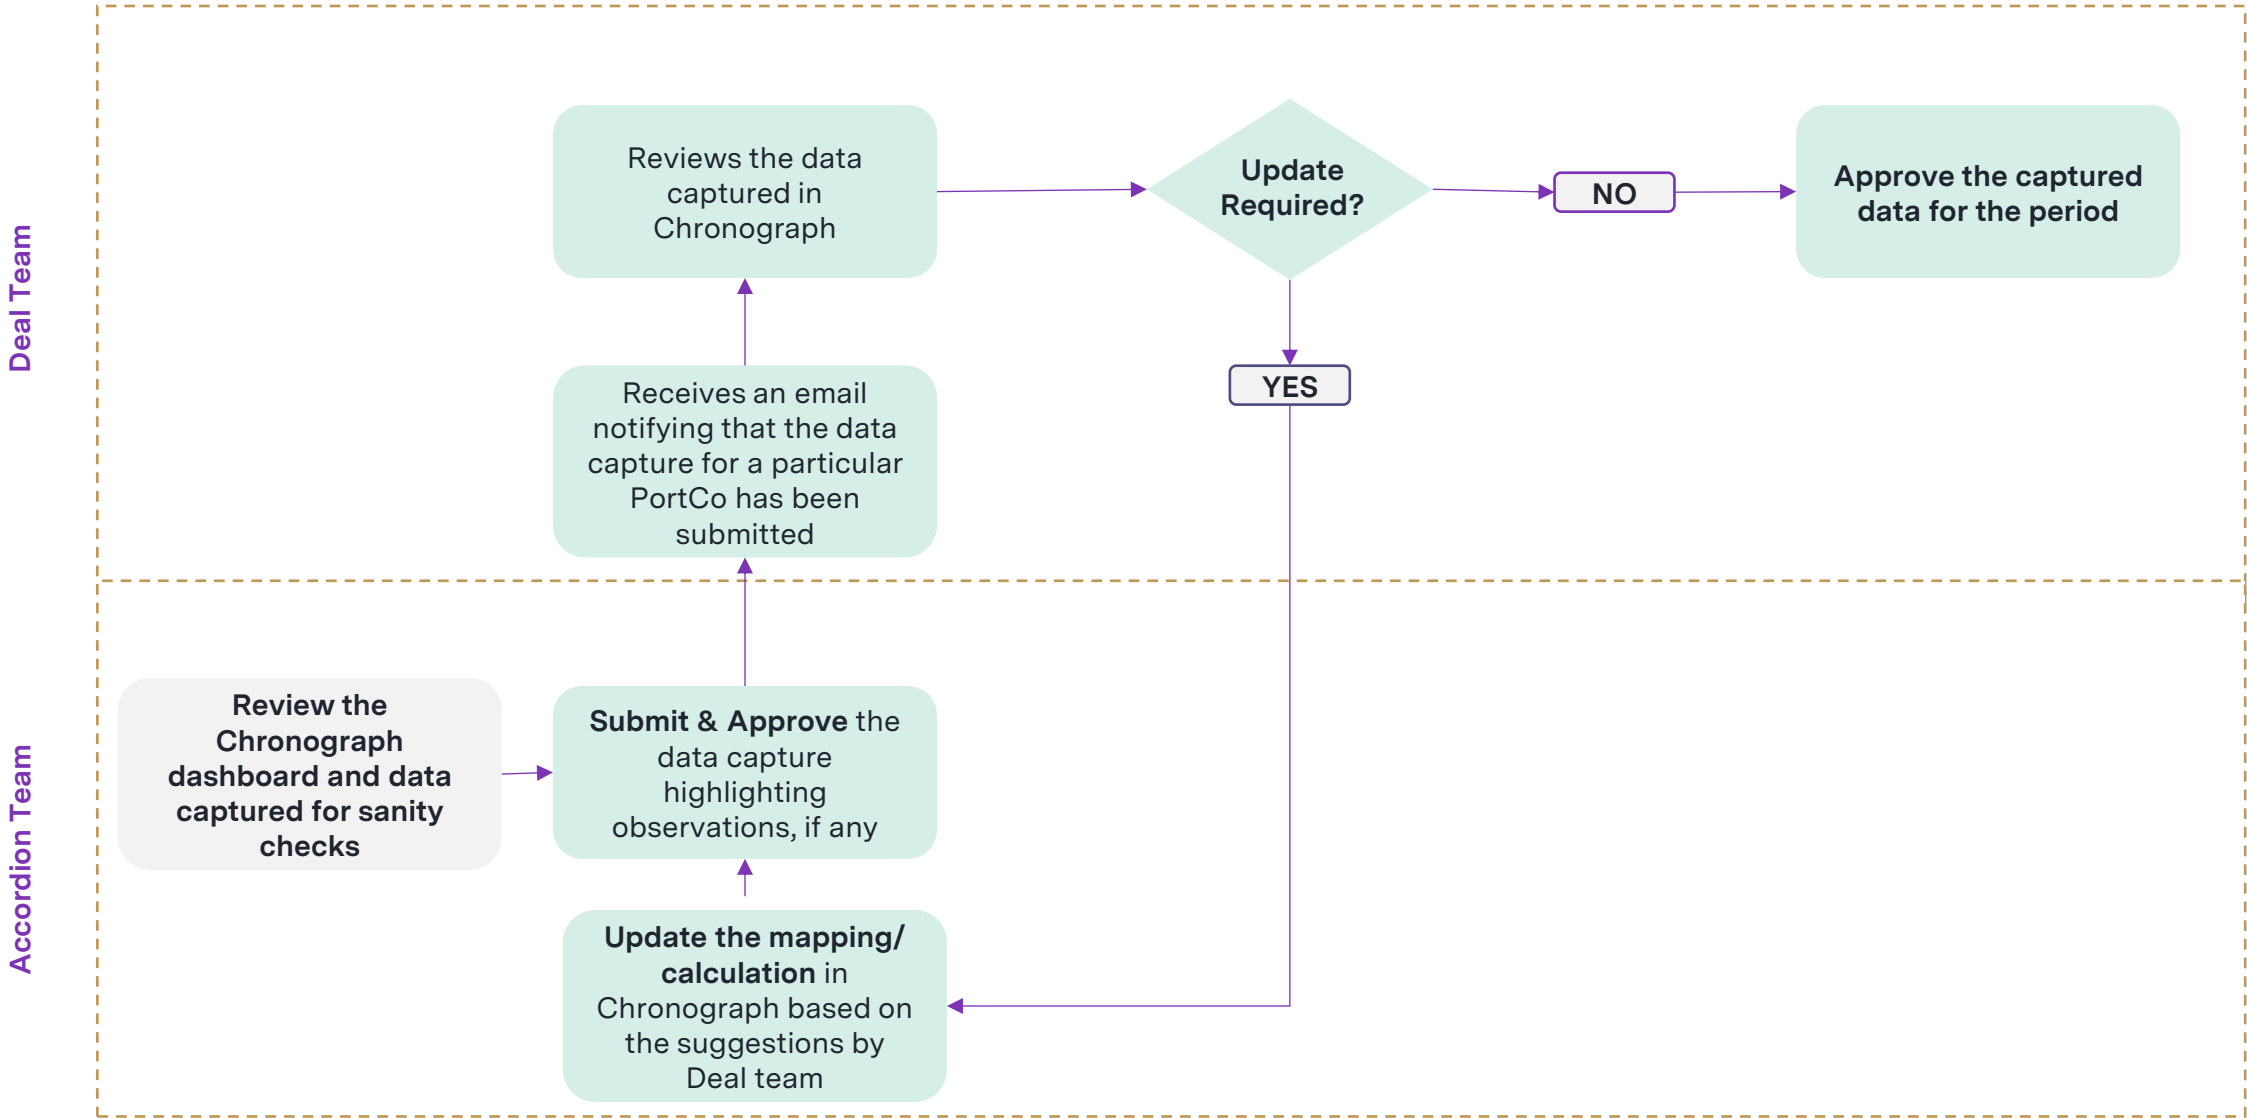 Deal Team
Reviews the data
captured in
Chronograph
Update
Required?
NO
Approve the captured
data for the period
YES
Receives an email
notifying that the data
capture for a particular
PortCo has been
submitted
Accordion Team
Review the
Chronograph
dashboard and data
captured for sanity
checks
Submit & Approve the
data capture
highlighting
observations, if any
Update the mapping/
calculation in
Chronograph based on
the suggestions by
Deal team